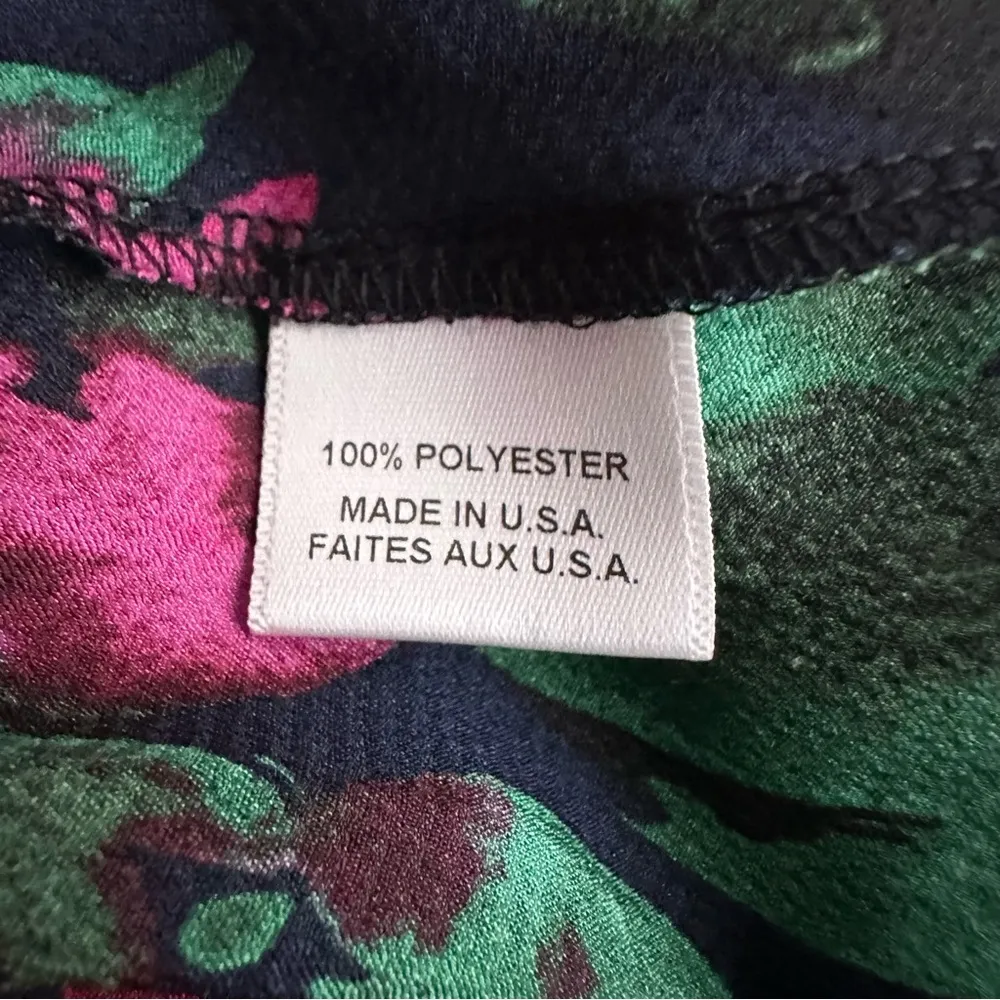 100% POLYESTER
MADE IN U.S.A.
FAITES AUX U.S.A.